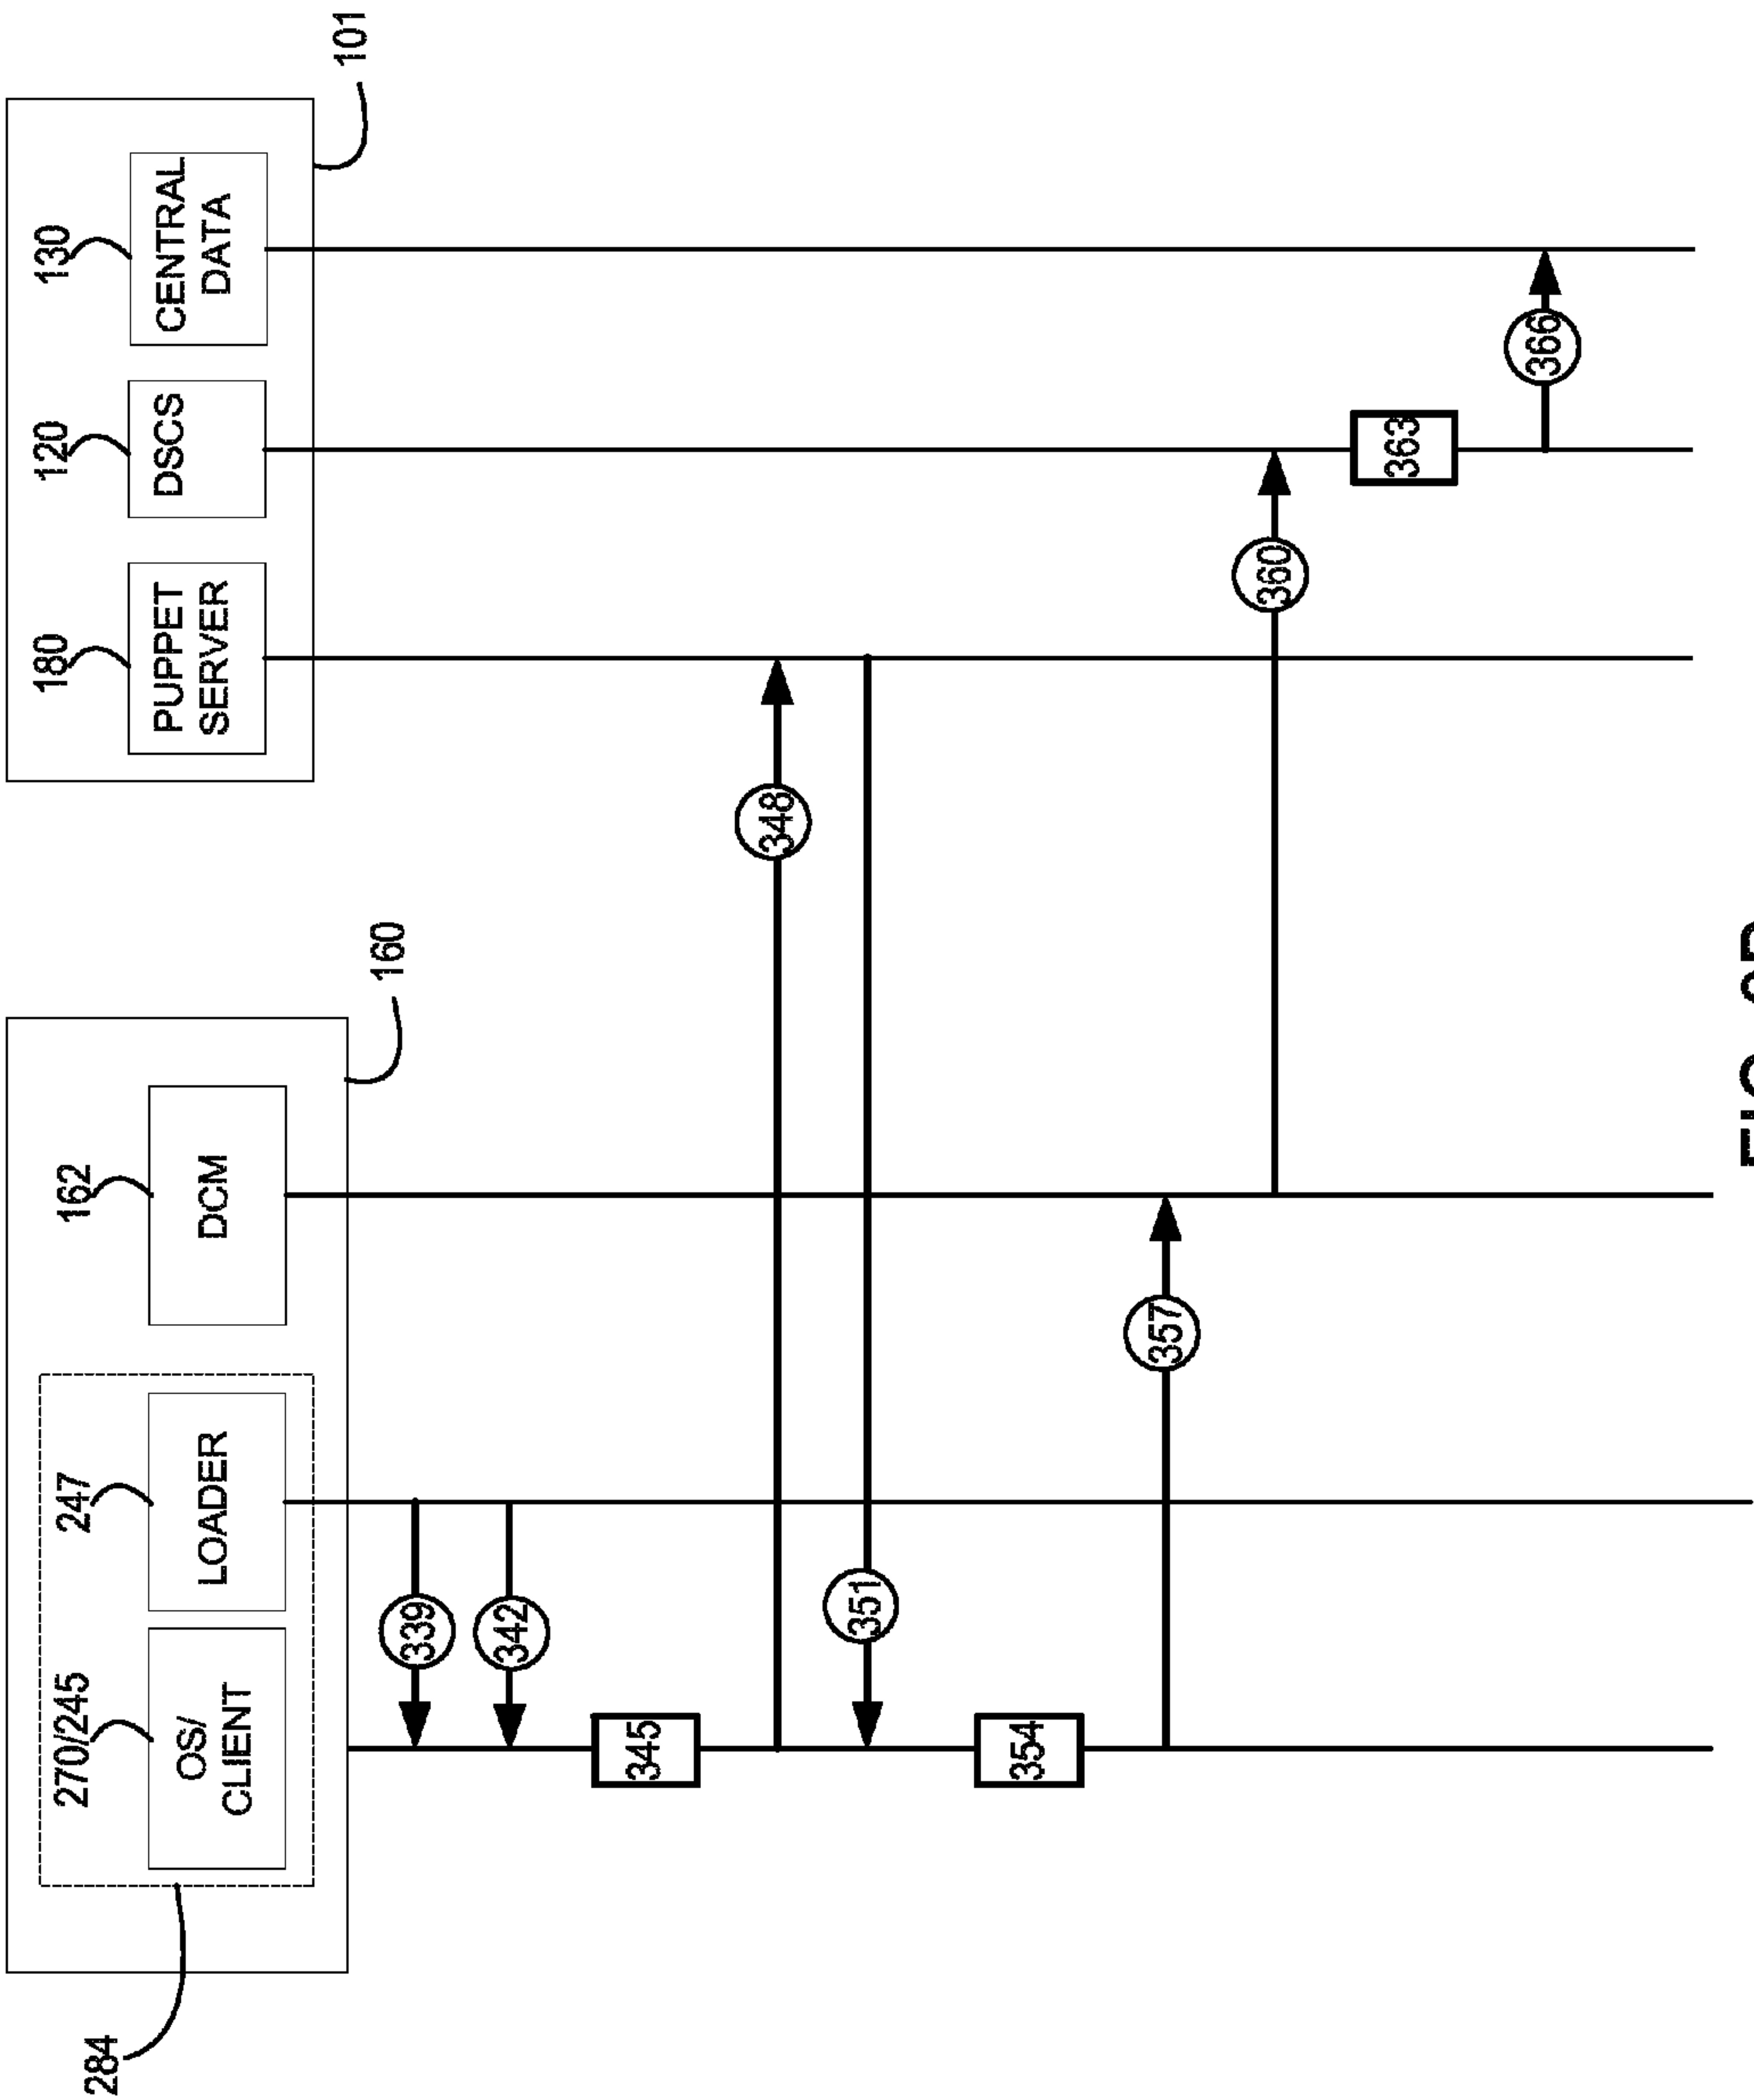 284
270/245
247
162
180
120
130
OS/
CLIENT
LOADER
DCM
PUPPET
SERVER
DSCS
CENTRAL
DATA
160
101
339
342
345
348
351
354
357
360
363
366